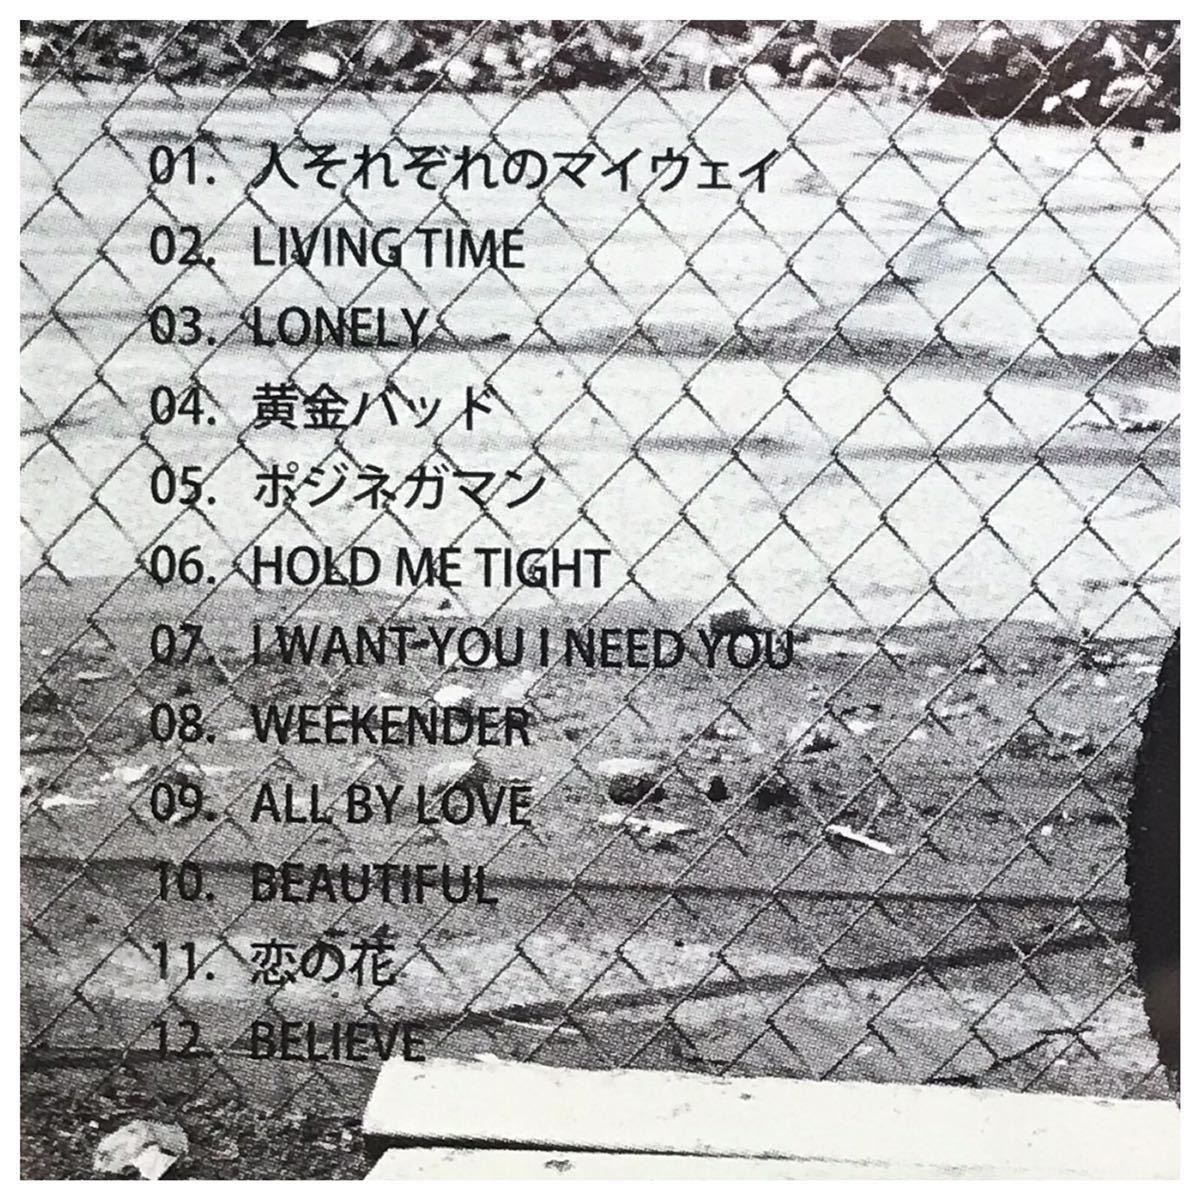 01. 人それぞれのマイウェイ
02. LIVING TIME
03. LONELY
04. 黄金バッド
05. ポジネガマン
06. HOLD ME TIGHT
07. I WANT YOU I NEED YOU
08. WEEKENDER
09. ALL BY LOVE
10. BEAUTIFUL
11. 恋の花
12. BELIEVE